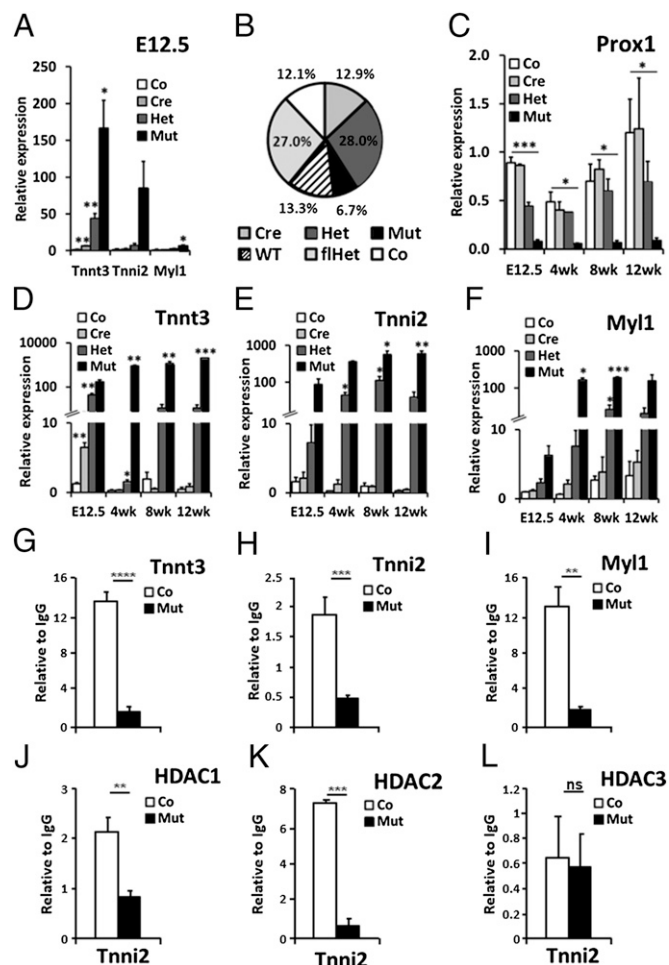 A
E12.5
Relative expression
250
200
150
100
50
0
Co
Cre
Het
Mut
**
**
*
*
Tnnt3 Tnni2 Myl1
B
12.1%
12.9%
27.0%
28.0%
13.3%
6.7%
Cre Het Mut
WT flHet Co
C
Prox1
Relative expression
2.0
1.5
1.0
0.5
0.0
Co
Cre
Het
Mut
***
*
*
*
E12.5 4wk 8wk 12wk
D
Tnnt3
Relative expression
10000
100
10
0
Co
Cre
Het
Mut
**
**
*
**
**
***
E12.5 4wk 8wk 12wk
E
Tnni2
Relative expression
1000
100
10
0
Co
Cre
Het
Mut
*
*
*
**
E12.5 4wk 8wk 12wk
F
Myl1
Relative expression
1000
100
10
0
Co
Cre
Het
Mut
*
*
***
E12.5 4wk 8wk 12wk
G
Tnnt3
Relative to IgG
16
12
8
4
0
****
Co
Mut
H
Tnni2
Relative to IgG
2.5
2
1.5
1
0.5
0
***
Co
Mut
I
Myl1
Relative to IgG
16
12
8
4
0
**
Co
Mut
J
HDAC1
Relative to IgG
3
2
1
0
**
Co
Mut
Tnni2
K
HDAC2
Relative to IgG
8
6
4
2
0
***
Co
Mut
Tnni2
L
HDAC3
Relative to IgG
1.2
1
0.8
0.6
0.4
0.2
0
ns
Co
Mut
Tnni2